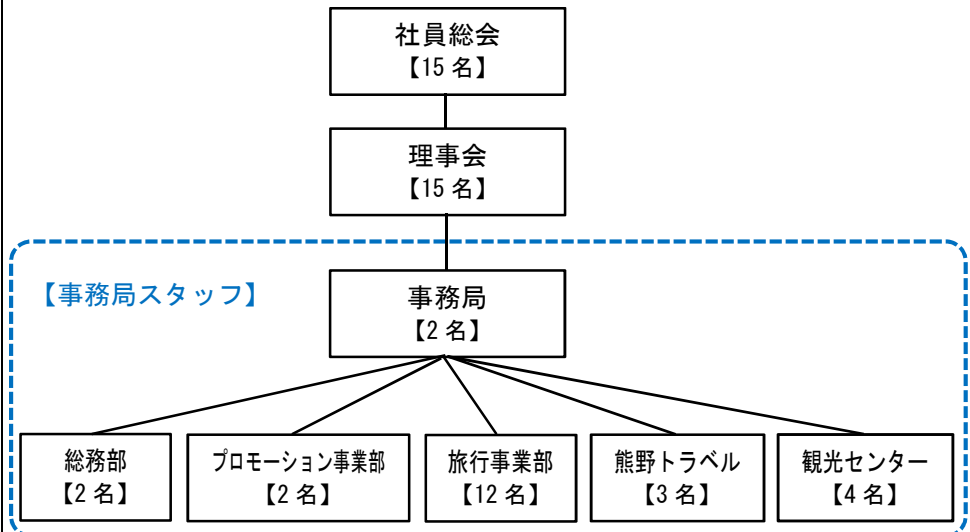 社員総会
【15 名】
理事会
【15 名】
【事務局スタッフ】
事務局
【2 名】
総務部
【2 名】
プロモーション事業部
【2 名】
旅行事業部
【12 名】
熊野トラベル
【3 名】
観光センター
【4 名】